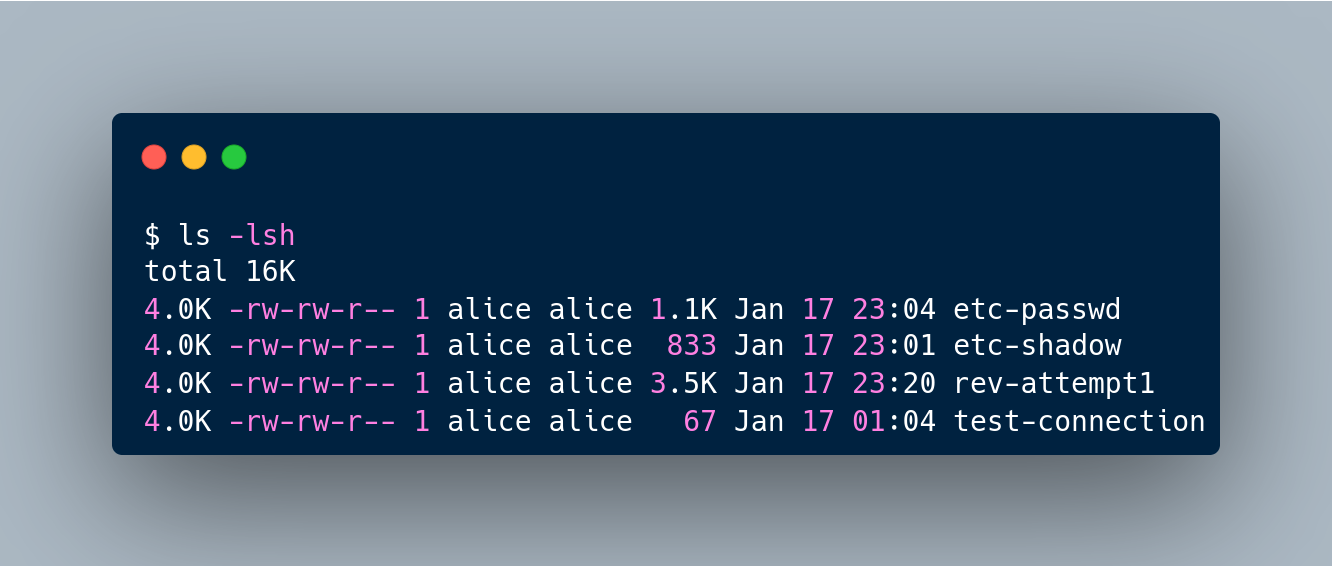 $ ls -lsh
total 16K
4.0K -rw-rw-r-- 1 alice alice 1.1K Jan 17 23:04 etc-passwd
4.0K -rw-rw-r-- 1 alice alice  833 Jan 17 23:01 etc-shadow
4.0K -rw-rw-r-- 1 alice alice 3.5K Jan 17 23:20 rev-attempt1
4.0K -rw-rw-r-- 1 alice alice   67 Jan 17 01:04 test-connection